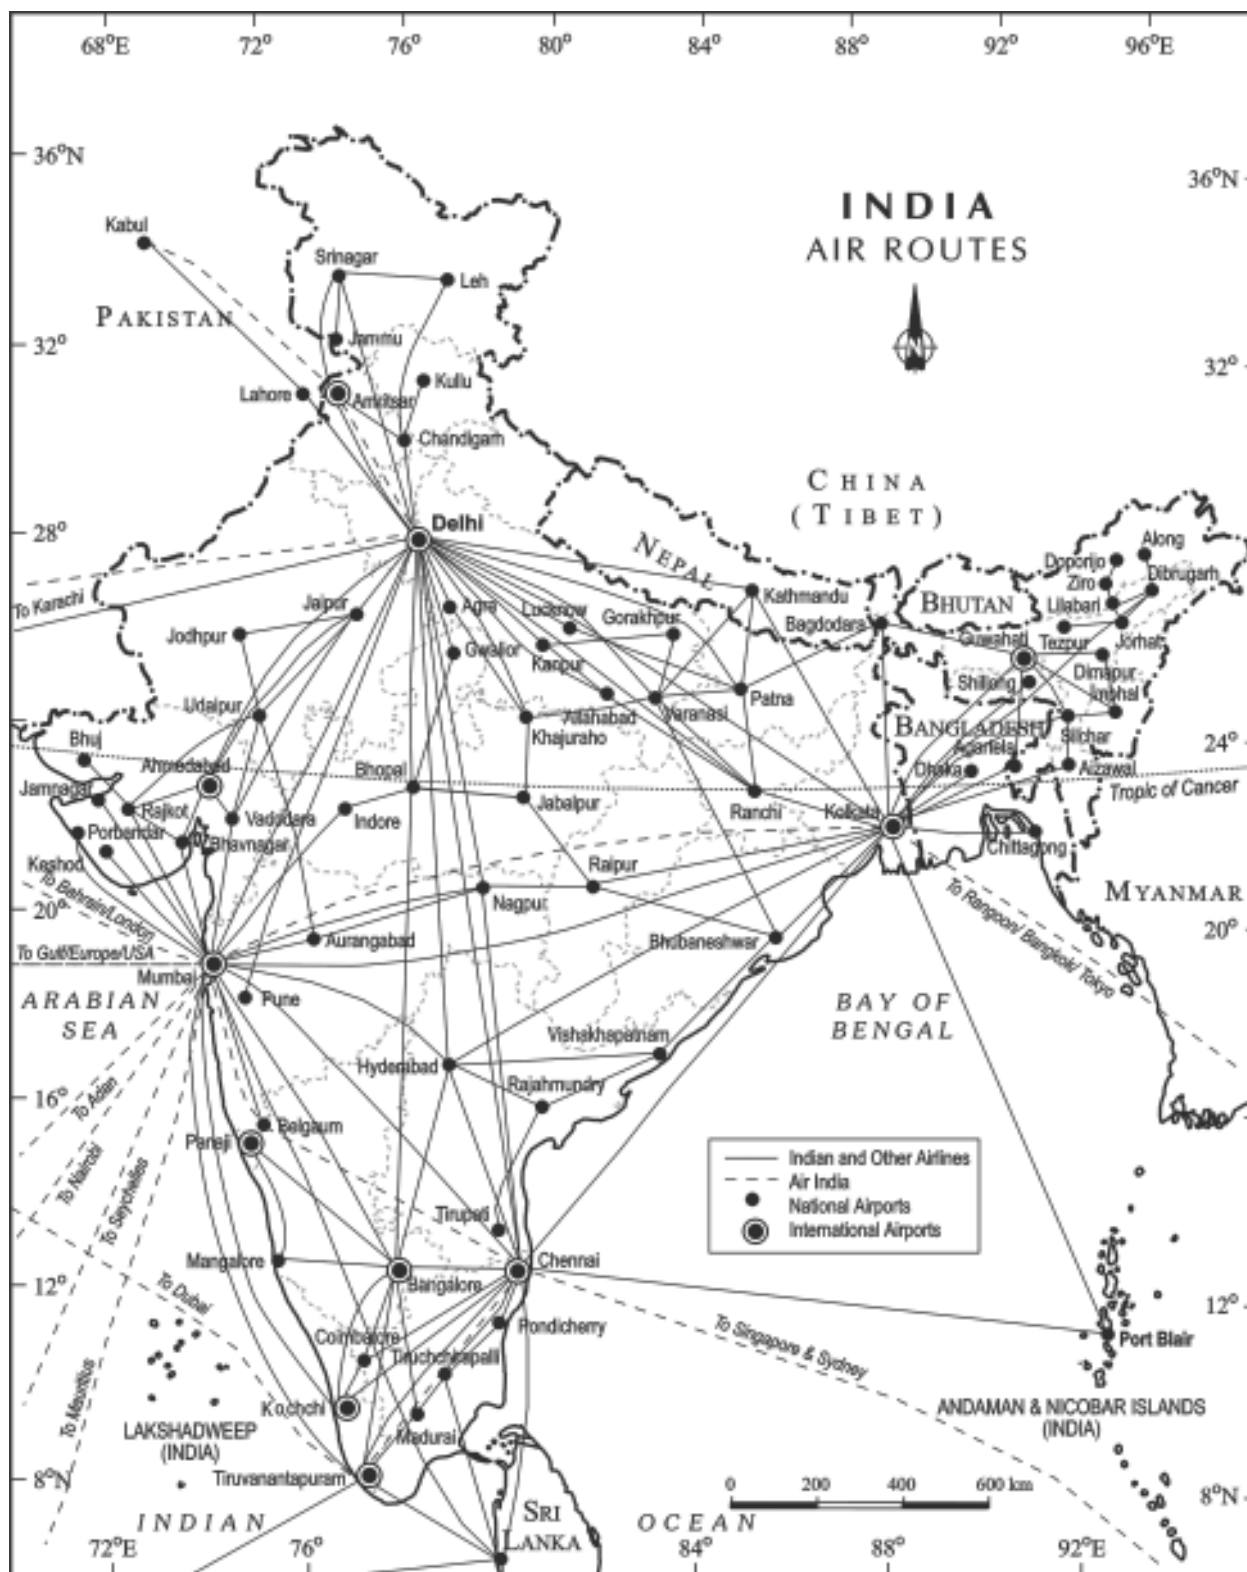 68°E 72° 76° 80° 84° 88° 92° 96°E
36°N
36°N
INDIA
AIR ROUTES
Kabul
Srinagar
Leh
PAKISTAN
Jammu
32°
32°
Kullu
Lahore
Amritsar
Chandigarh
CHINA
(TIBET)
Delhi
28°
NEPAL
Along
Doporijo
Ziro
Dibrugarh
To Karachi
Jaipur
Agra
Lucknow
Gorakhpur
Kathmandu
BHUTAN
Lilabari
Bagdodara
Jodhpur
Gwalior
Kanpur
Guwahati
Tezpur
Jorhat
Dimapur
Shillong
Imphal
Udaipur
Allahabad
Varanasi
Patna
BANGLADESH
Khajuraho
Silchar
Bhuj
Agartela
24°
Ahmedabad
Bhopal
Dhaka
Aizawal
Jamnagar
Rajkot
Vadodara
Indore
Jabalpur
Ranchi
Kolkata
Tropic of Cancer
Porbandar
Bhavnagar
Chittagong
Keshod
Raipur
To Bahrain/London
Nagpur
MYANMAR
20°
20°
To Rangoon/ Bangkok/ Tokyo
Aurangabad
Bhubaneshwar
To Gulf/Europe/USA
Mumbai
ARABIAN
SEA
Pune
BAY OF
BENGAL
Vishakhapatnam
Hyderabad
Rajahmundry
16°
To Aden
Belgaum
Panaji
To Nairobi
To Seychelles
Indian and Other Airlines
Air India
National Airports
International Airports
Tirupati
Mangalore
Chennai
Bangalore
12°
12°
To Dubai
Coimbalore
Pondicherry
To Singapore & Sydney
Port Blair
Tiruchchirapalli
To Mauritius
Kochchi
Madurai
LAKSHADWEEP
(INDIA)
ANDAMAN & NICOBAR ISLANDS
(INDIA)
Tiruvanantapuram
8°N
8°N
0 200 400 600 km
INDIAN
OCEAN
SRI
LANKA
72°E 76° 84° 88° 92°E